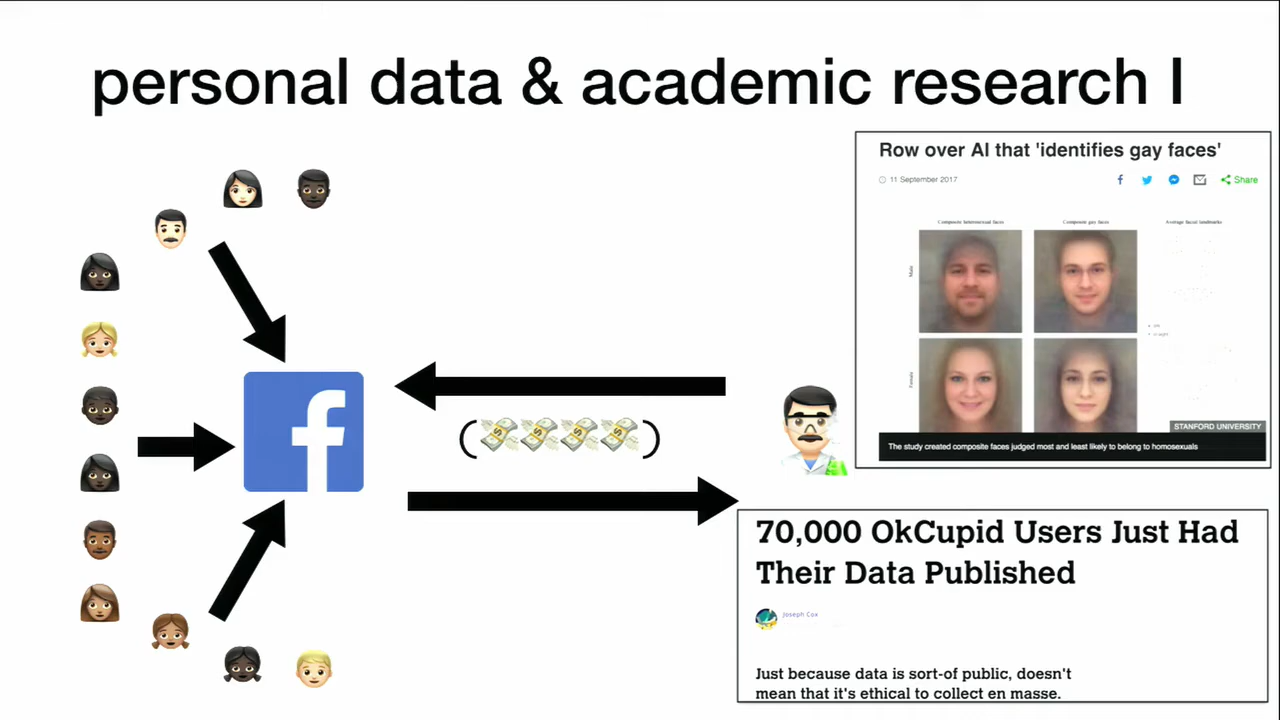 personal data & academic research I
Row over AI that 'identifies gay faces'
11 September 2017
Share
Composite heterosexual faces
Composite gay faces
Average facial landmarks
Male
Female
STANFORD UNIVERSITY
The study created composite faces judged most and least likely to belong to homosexuals
f
( )
70,000 OkCupid Users Just Had
Their Data Published
Joseph Cox
Just because data is sort-of public, doesn't
mean that it's ethical to collect en masse.